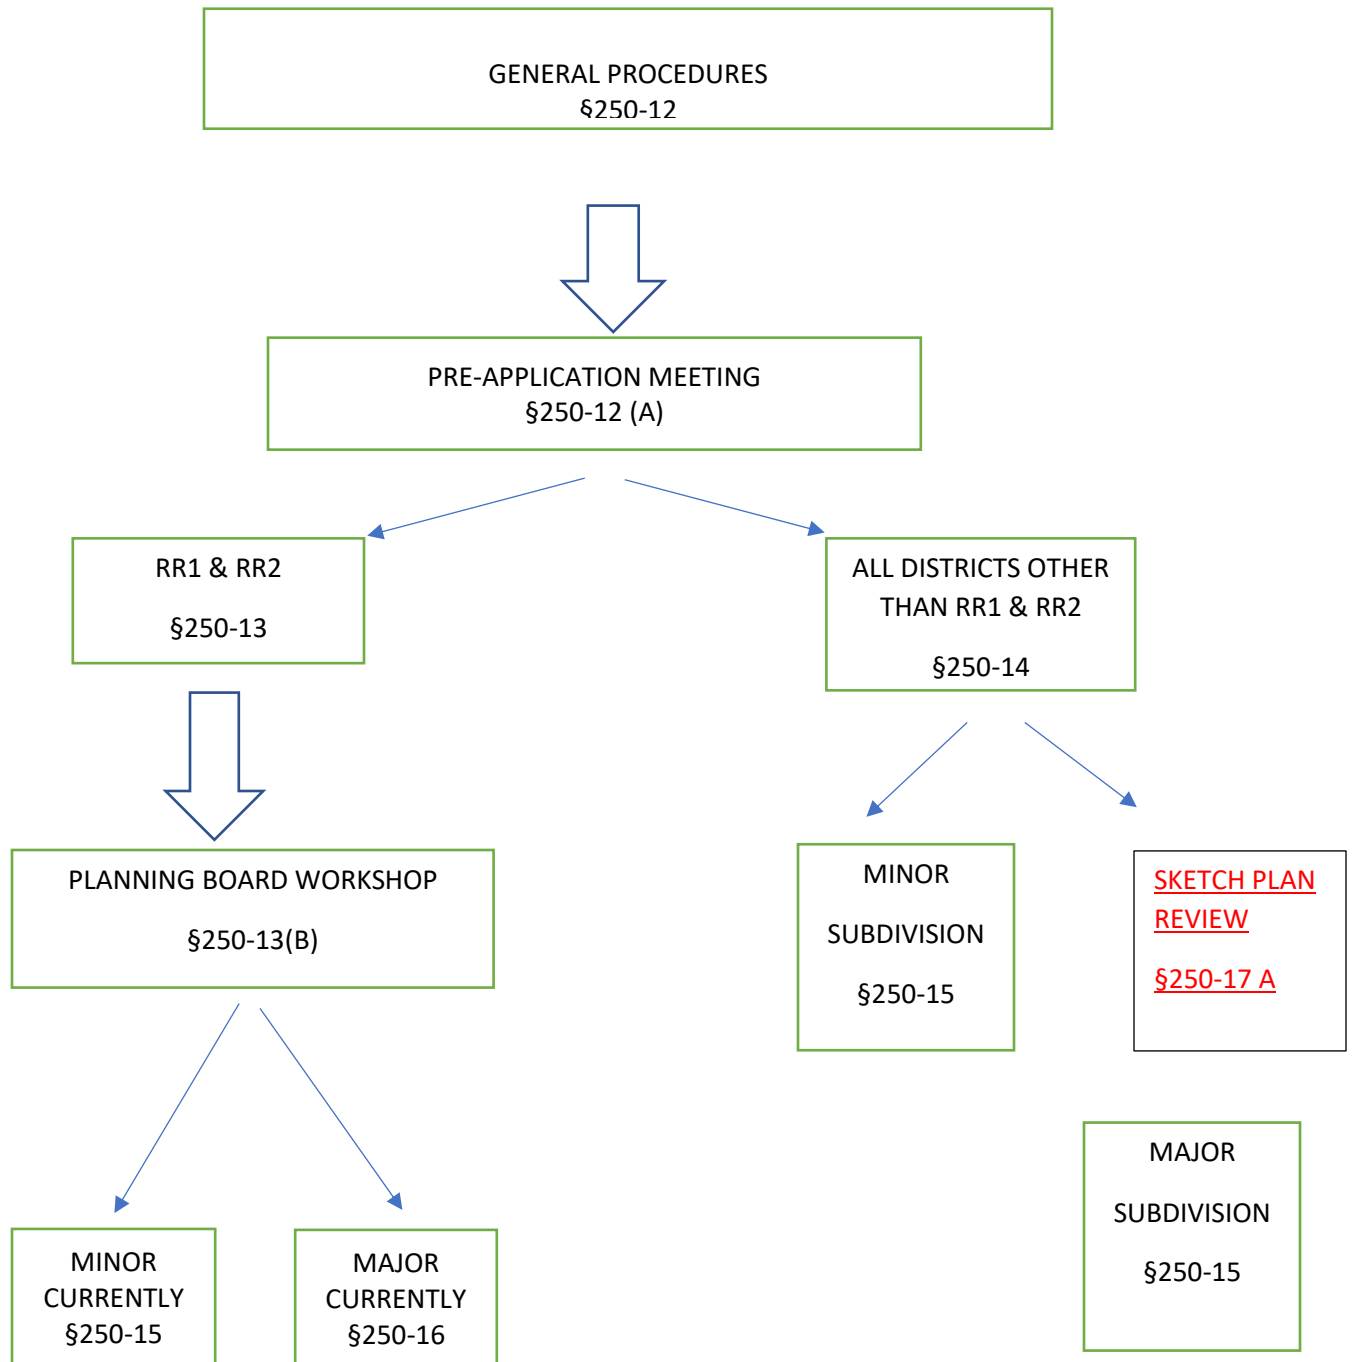 GENERAL PROCEDURES
§250-12
PRE-APPLICATION MEETING
§250-12 (A)
RR1 & RR2
§250-13
ALL DISTRICTS OTHER
THAN RR1 & RR2
§250-14
PLANNING BOARD WORKSHOP
§250-13(B)
MINOR
SUBDIVISION
§250-15
SKETCH PLAN
REVIEW
§250-17 A
MAJOR
SUBDIVISION
§250-15
MINOR
CURRENTLY
§250-15
MAJOR
CURRENTLY
§250-16